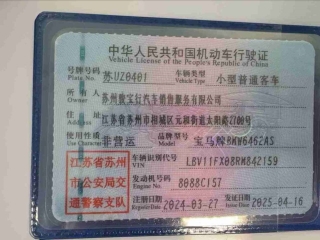 中华人民共和国机动车行驶证
Vehicle License of the People's Republic of China
号牌号码 苏UZ0401 车辆类型 小型普通客车
Plate No. Vehicle Type
所有人 苏州骏宝行汽车销售服务有限公司
Owner
住址 江苏省苏州市相城区元和街道太阳路2700号
Address
使用性质 非营运 品牌型号 宝马牌BMW6462AS
Use Character Model
江苏省苏州 车辆识别代号 LBV11FX08RM842159
VIN
市公安局交 发动机号码 8088C157
Engine No.
通警察支队 注册日期 2024-03-27 发证日期 2025-04-16
Register Date Issue Date